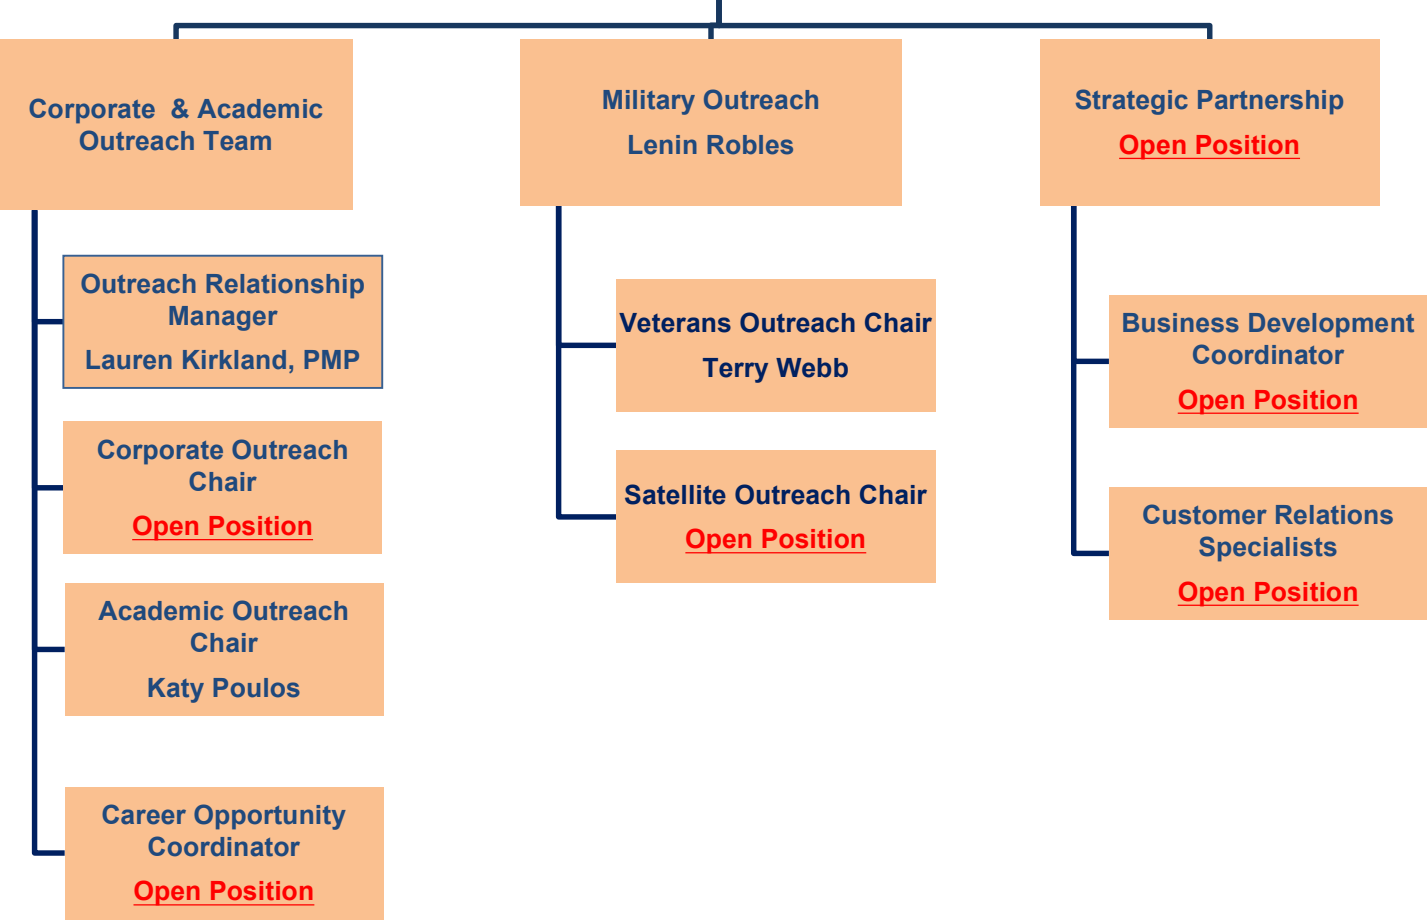 Corporate & Academic
Outreach Team
Outreach Relationship
Manager
Lauren Kirkland, PMP
Corporate Outreach
Chair
Open Position
Academic Outreach
Chair
Katy Poulos
Career Opportunity
Coordinator
Open Position
Military Outreach
Lenin Robles
Veterans Outreach Chair
Terry Webb
Satellite Outreach Chair
Open Position
Strategic Partnership
Open Position
Business Development
Coordinator
Open Position
Customer Relations
Specialists
Open Position